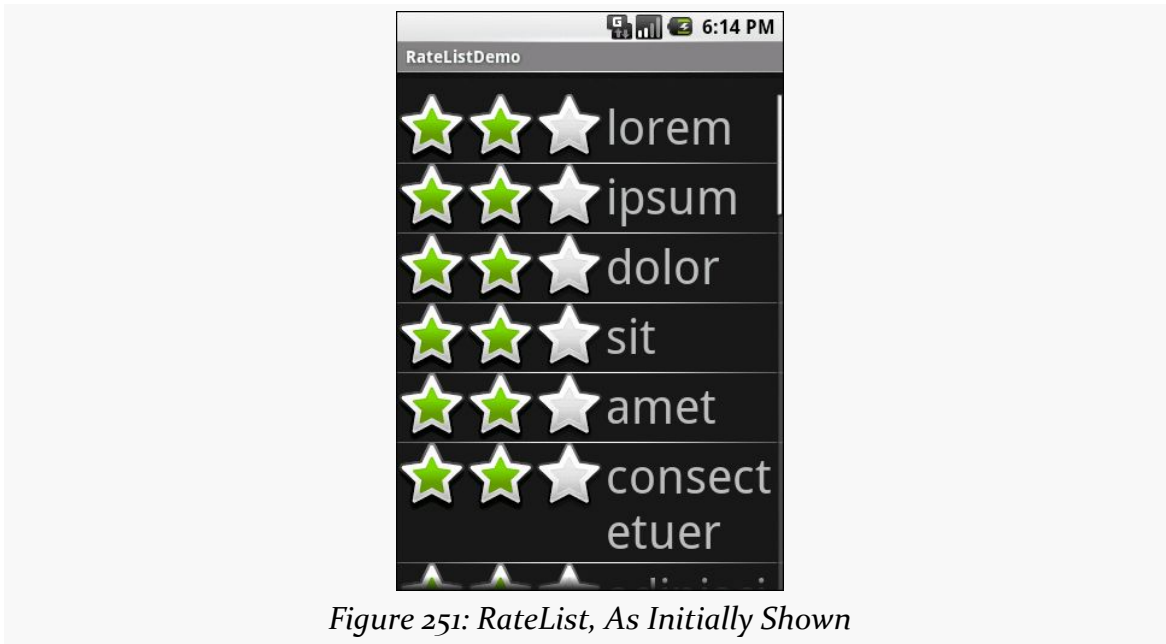 6:14 PM
RateListDemo
lorem
ipsum
dolor
sit
amet
consect
etuer
Figure 251: RateList, As Initially Shown